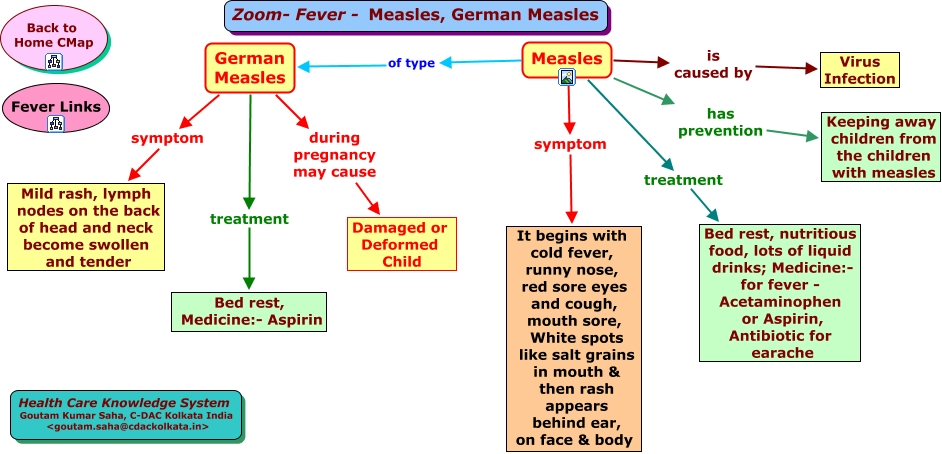 Zoom- Fever - Measles, German Measles
Back to
Home CMap
Fever Links
German
Measles
of type
Measles
is
caused by
Virus
Infection
has
prevention
Keeping away
children from
the children
with measles
symptom
Mild rash, lymph
nodes on the back
of head and neck
become swollen
and tender
treatment
Bed rest,
Medicine:- Aspirin
during
pregnancy
may cause
Damaged or
Deformed
Child
symptom
It begins with
cold fever,
runny nose,
red sore eyes
and cough,
mouth sore,
White spots
like salt grains
in mouth &
then rash
appears
behind ear,
on face & body
treatment
Bed rest, nutritious
food, lots of liquid
drinks; Medicine:-
for fever -
Acetaminophen
or Aspirin,
Antibiotic for
earache
Health Care Knowledge System
Goutam Kumar Saha, C-DAC Kolkata India
<goutam.saha@cdackolkata.in>